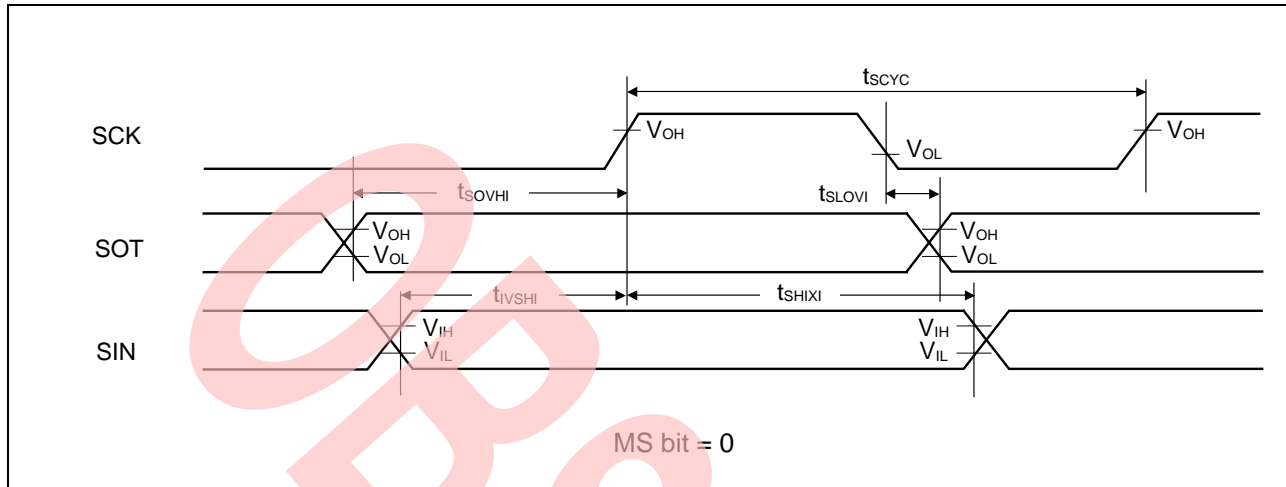 tSCYC
SCK
VOH
VOL
VOH
tSOVHI
tSLOVI
SOT
VOH
VOL
VOH
VOL
tIVSHI
tSHIXI
SIN
VIH
VIL
VIH
VIL
MS bit = 0